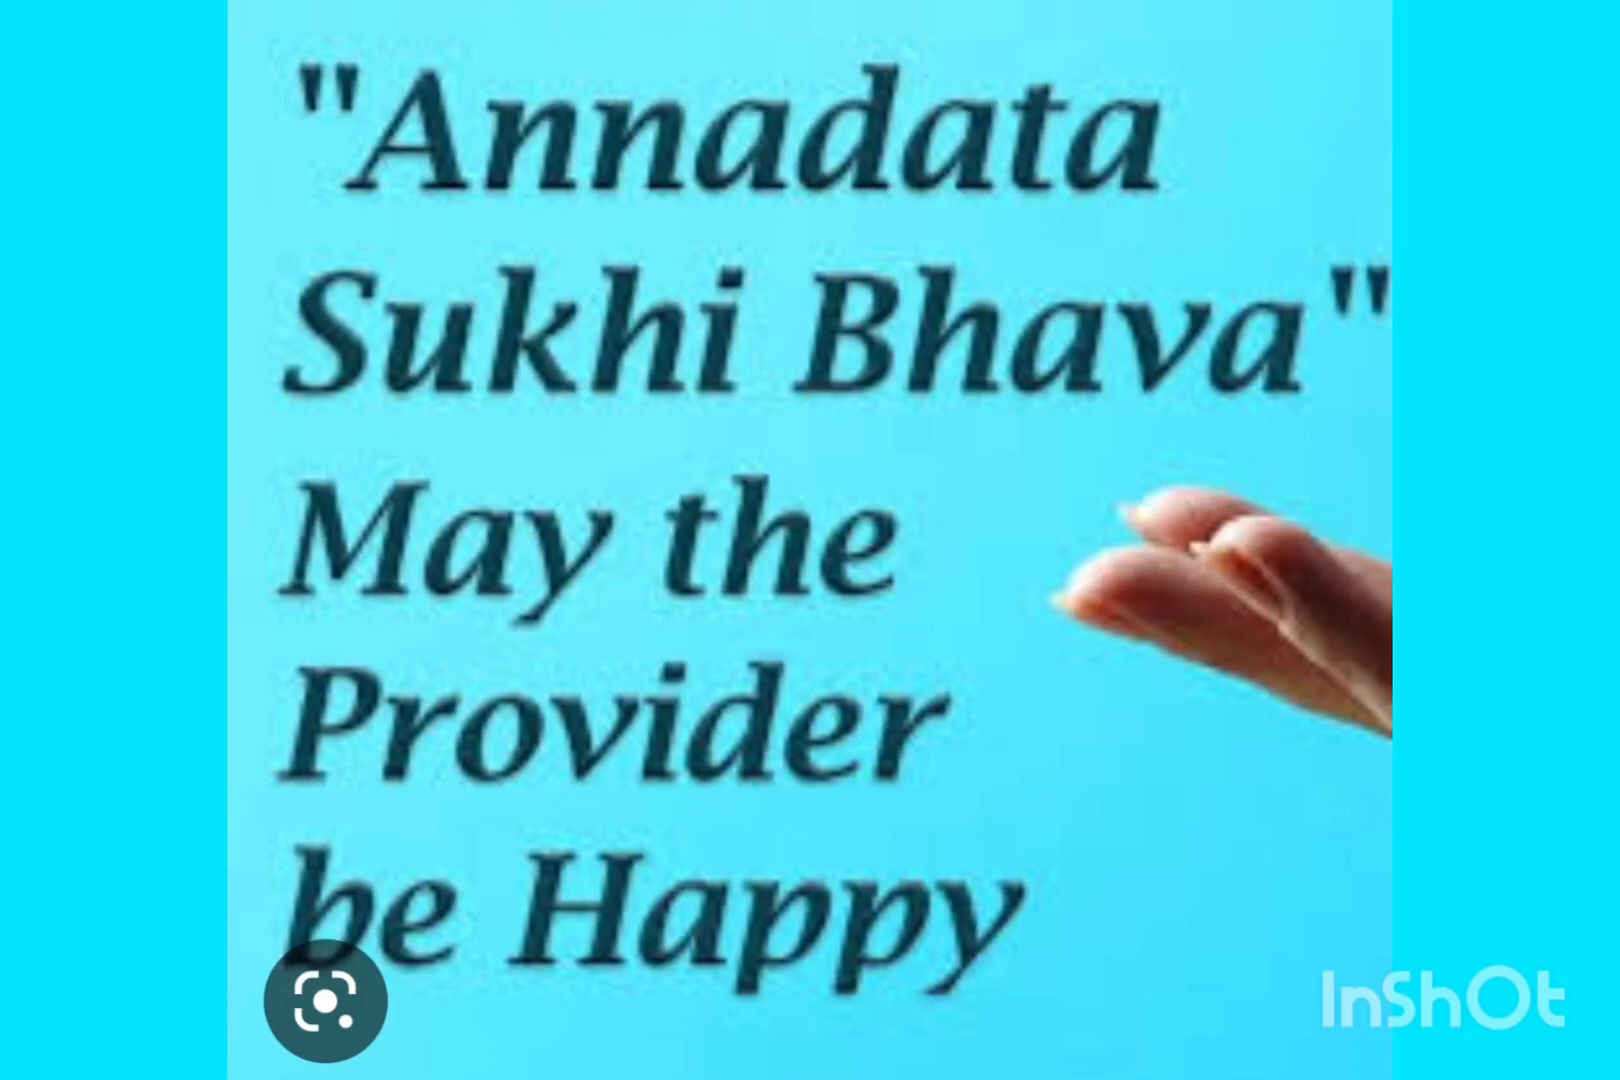 "Annadata
Sukhi Bhava"
May the
Provider
be Happy
InShOt